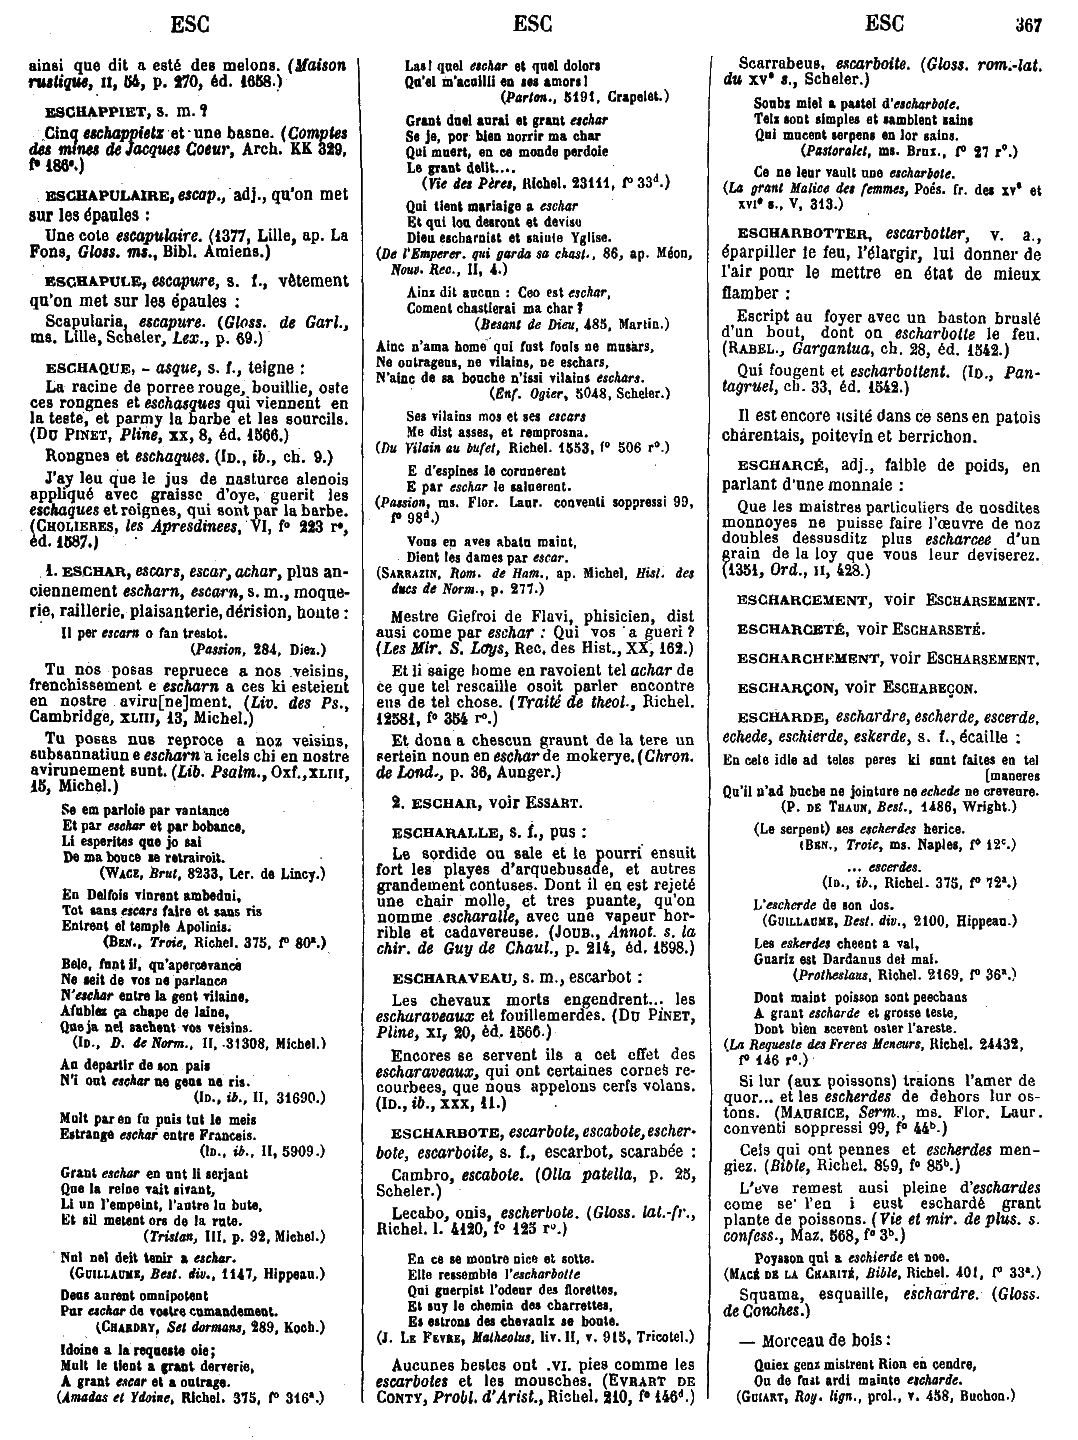 ESC
ESC
ESC
367
ainsi que dit a esté des melons. (Maison
rustique, II, 54, p. 270, éd. 1658.)
ESCHAPPIET, s. m. ?
Cinq eschappietz et une basne. (Comptes
des mines de Jacques Coeur, Arch. KK 329,
f° 186°.)
ESCHAPULAIRE, escap., adj., qu'on met
sur les épaules :
Une cote escapulaire. (1377, Lille, ap. La
Fons, Gloss. ms., Bibl. Amiens.)
ESCHAPULE, escapure, s. f., vêtement
qu'on met sur les épaules :
Scapularia, escapure. (Gloss. de Garl.,
ms. Lille, Scheler, Lex., p. 69.)
ESCHAQUE, - asque, s. f., teigne :
La racine de porree rouge, bouillie, oste
ces rongnes et eschasques qui viennent en
la teste, et parmy la barbe et les sourcils.
(DU PINET, Pline, XX, 8, éd. 1566.)
Rongnes et eschaques. (ID., ib., ch. 9.)
J'ay leu que le jus de nasturce alenois
appliqué avec graisse d'oye, guerit les
eschaques et roignes, qui sont par la barbe.
(CHOLIERES, les Apresdinees, VI, f° 223 r°,
éd. 1587.)
1. ESCHAR, escars, escar, achar, plus an-
ciennement escharn, escarn, s. m., moque-
rie, raillerie, plaisanterie, dérision, honte :
Il per escarn o fan trestot.
(Passion, 284, Diez.)
Tu nos posas repruece a nos veisins,
frenchissement e escharn a ces ki esteient
en nostre aviru[ne]ment. (Liv. des Ps.,
Cambridge, XLIII, 13, Michel.)
Tu posas nus reproce a noz veisins,
subsannatiun e escharn a icels chi en nostre
avirunement sunt. (Lib. Psalm., Oxf., XLIII,
15, Michel.)
Se em parloie par vantance
Et par eschar et par bobance,
Li esperites que jo sai
De ma bouce se retrairoit.
(WACE, Brut, 8233, Ler. de Lincy.)
En Delfois vinrent ambedui,
Tot sans escars faire et sans ris
Entrent el temple Apolinis.
(BEN., Troie, Richel. 375, f° 80ª.)
Bele, funt il, qu'apercevance
Ne seit de vos ne parlance
N'eschar entre la gent vilaine,
Afublez ça chape de laine,
Que ja nel sachent vos veisins.
(ID., D. de Norm., II, 31308, Michel.)
Au departir de son pais
N'i out eschar ne gens ne ris.
(ID., ib., II, 31690.)
Mult par en fu puis tut le meis
Estrange eschar entre Franceis.
(ID., ib., II, 5909.)
Grant eschar en unt li serjant
Que la reine vait sivant,
Li un l'empeint, l'autre lu bute,
Et sil metent ors de la rute.
(Tristan, III, p. 92, Michel.)
Nul nel deit tenir a eschar.
(GUILLAUME, Best. div., 1147, Hippeau.)
Deus aurent omnipotent
Pur eschar de vostre cumandement.
(CHARDRY, Set dormans, 289, Koch.)
Idoine a la requeste oie ;
Mult le tient a grant derverie,
A grant escar et a outrage.
(Amadas et Ydoine, Richel. 375, f° 316ª.)
Las ! quel eschar et quel dolors
Qu'el m'acailli en ses amors !
(Parton., 5191, Crapelet.)
Grant duel aurai et grant eschar
Se je, por bien norrir ma char
Qui muert, en ce monde perdoie
Le grant delit....
(Vie des Pères, Richel. 23111, f° 33ᵈ.)
Qui tient mariaige a eschar
Et qui lou desront et devise
Dieu escharnist et sainte Yglise.
(De l'Emperer. qui garda sa chast., 86, ap. Méon,
Nouv. Rec., II, 4.)
Ainz dit aucun : Ceo est eschar,
Coment chastierai ma char ?
(Besant de Dieu, 485, Martin.)
Ainc n'ama home qui fust fouls ne musars,
Ne outrageus, ne vilains, ne eschars,
N'ainc de sa bouche n'issi vilains eschars.
(Enf. Ogier, 5048, Scheler.)
Ses vilains mos et ses escars
Me dist asses, et remprosna.
(Du Vilain au bufet, Richel. 1553, f° 506 r°.)
E d'espines le corunerent
E par eschar le saluerent.
(Passion, ms. Flor. Laur. conventi soppressi 99,
f° 98ᵈ.)
Vous en aves abatu maint,
Dient les dames par escar.
(SARRAZIN, Rom. de Ham., ap. Michel, Hist. des
ducs de Norm., p. 277.)
Mestre Giefroi de Flavi, phisicien, dist
ausi come par eschar : Qui vos a gueri ?
(Les Mir. S. Loys, Rec. des Hist., XX, 162.)
Et li saige home en ravoient tel achar de
ce que tel rescaille osoit parler encontre
eus de tel chose. (Traité de theol., Richel.
12581, f° 354 r°.)
Et dona a chescun graunt de la tere un
sertein noun en eschar de mokerye. (Chron.
de Lond., p. 36, Aunger.)
2. ESCHAR, voir ESSART.
ESCHARALLE, s. f., pus :
Le sordide ou sale et le pourri ensuit
fort les playes d'arquebusade, et autres
grandement contuses. Dont il en est rejeté
une chair molle, et tres puante, qu'on
nomme escharalle, avec une vapeur hor-
rible et cadavereuse. (JOUB., Annot. s. la
chir. de Guy de Chaul., p. 214, éd. 1598.)
ESCHARAVEAU, s. m., escarbot :
Les chevaux morts engendrent... les
escharaveaux et fouillemerdes. (DU PINET,
Pline, XI, 20, éd. 1566.)
Encores se servent ils a cet effet des
escharaveaux, qui ont certaines cornes re-
courbees, que nous appelons cerfs volans.
(ID., ib., XXX, 11.)
ESCHARBOTE, escarbote, escabote, escher-
bote, escarboite, s. f., escarbot, scarabée :
Cambro, escabote. (Olla patella, p. 25,
Scheler.)
Lecabo, onis, escherbote. (Gloss. lat.-fr.,
Richel. l. 4120, f° 125 r°.)
En ce se montre nice et sotte.
Elle ressemble l'escharbotte
Qui guerpist l'odeur des florettes,
Et suy le chemin des charrettes,
Es estrons des chevaulx se boute.
(J. LE FEVRE, Matheolus, liv. II, v. 915, Tricotel.)
Aucunes bestes ont .VI. pies comme les
escarbotes et les mousches. (EVRART DE
CONTY, Probl. d'Arist., Richel. 210, f° 146ᵈ.)
Scarrabeus, escarboite. (Gloss. rom.-lat.
du XV° s., Scheler.)
Soubz miel a pastel d'escharbote.
Telz sont simples et samblent sains
Qui mucent serpens en lor sains.
(Pastoralet, ms. Brux., f° 27 r°.)
Ce ne leur vault une escharbote.
(La grant Malice des femmes, Poés. fr. des XV° et
XVI° s., V, 313.)
ESCHARBOTTER, escarbotter, v. a.,
éparpiller le feu, l'élargir, lui donner de
l'air pour le mettre en état de mieux
flamber :
Escript au foyer avec un baston bruslé
d'un bout, dont on escharbotte le feu.
(RABEL., Gargantua, ch. 28, éd. 1542.)
Qui fougent et escharbottent. (ID., Pan-
tagruel, ch. 33, éd. 1542.)
Il est encore usité dans ce sens en patois
charentais, poitevin et berrichon.
ESCHARCÉ, adj., faible de poids, en
parlant d'une monnaie :
Que les maistres particuliers de nosdites
monnoyes ne puisse faire l'œuvre de noz
doubles dessusditz plus escharcee d'un
grain de la loy que vous leur deviserez.
(1351, Ord., II, 428.)
ESCHARCEMENT, voir ESCHARSEMENT.
ESCHARCETÉ, voir ESCHARSETÉ.
ESCHARCHEMENT, voir ESCHARSEMENT.
ESCHARÇON, voir ESCHAREÇON.
ESCHARDE, eschardre, escherde, escerde,
echede, eschierde, eskerde, s. f., écaille :
En cele idle ad teles peres ki sunt faites en tel
[maneres
Qu'il n'ad buche ne jointure ne echede ne creveure.
(P. DE THAUN, Best., 1486, Wright.)
(Le serpent) ses escherdes herice.
(BEN., Troie, ms. Naples, f° 12ᶜ.)
... escerdes.
(ID., ib., Richel. 375, f° 72ª.)
L'escherde de son dos.
(GUILLAUME, Best. div., 2100, Hippeau.)
Les eskerdes cheent a val,
Guariz est Dardanus del mal.
(Protheslaus, Richel. 2169, f° 36ª.)
Dont maint poisson sont peechans
A grant escharde et grosse teste,
Dont bien scevent oster l'areste.
(La Requeste des Freres Meneurs, Richel. 24432,
f° 146 r°.)
Si lur (aux poissons) traions l'amer de
quor... et les escherdes de dehors lur os-
tons. (MAURICE, Serm., ms. Flor. Laur.
conventi soppressi 99, f° 44ᵇ.)
Cels qui ont pennes et escherdes men-
giez. (Bible, Richel. 899, f° 85ᵇ.)
L'eve remest ausi pleine d'eschardes
come se l'en i eust eschardé grant
plante de poissons. (Vie et mir. de plus. s.
confess., Maz. 568, f° 3ᵇ.)
Poysson qui a eschierde et noe.
(MACÉ DE LA CHARITÉ, Bible, Richel. 401, f° 33ª.)
Squama, esquaille, eschardre. (Gloss.
de Conches.)
— Morceau de bois :
Quiex genz mistrent Rion en cendre,
Ou de fust ardi mainte escharde.
(GUIART, Roy. lign., prol., v. 458, Buchon.)